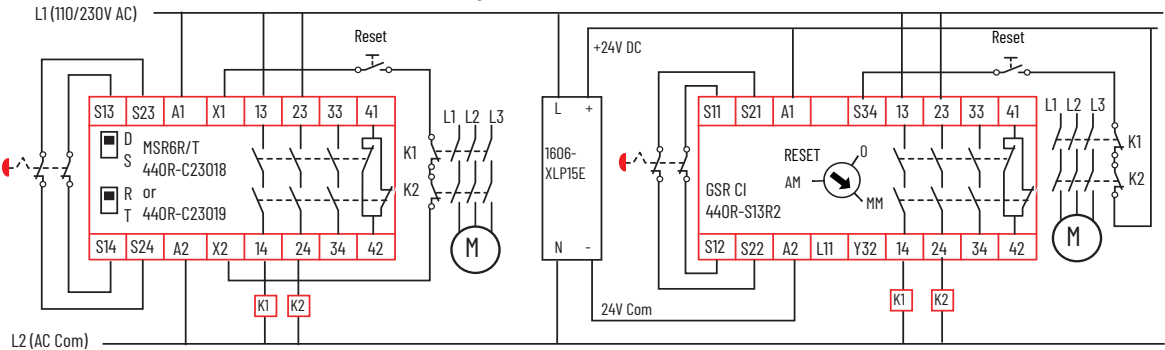 L1 (110/230V AC)
Reset
+24V DC
Reset
S13 S23 A1 X1 13 23 33 41
D
S
MSR6R/T
440R-C23018
or
440R-C23019
R
T
S14 S24 A2 X2 14 24 34 42
K1 K2
L1 L2 L3
K1
K2
M
L +
1606-
XLP15E
N -
24V Com
S11 S21 A1 S34 13 23 33 41
RESET 0
AM
MM
GSR CI
440R-S13R2
S12 S22 A2 L11 Y32 14 24 34 42
K1 K2
L1 L2 L3
K1
K2
M
L2 (AC Com)